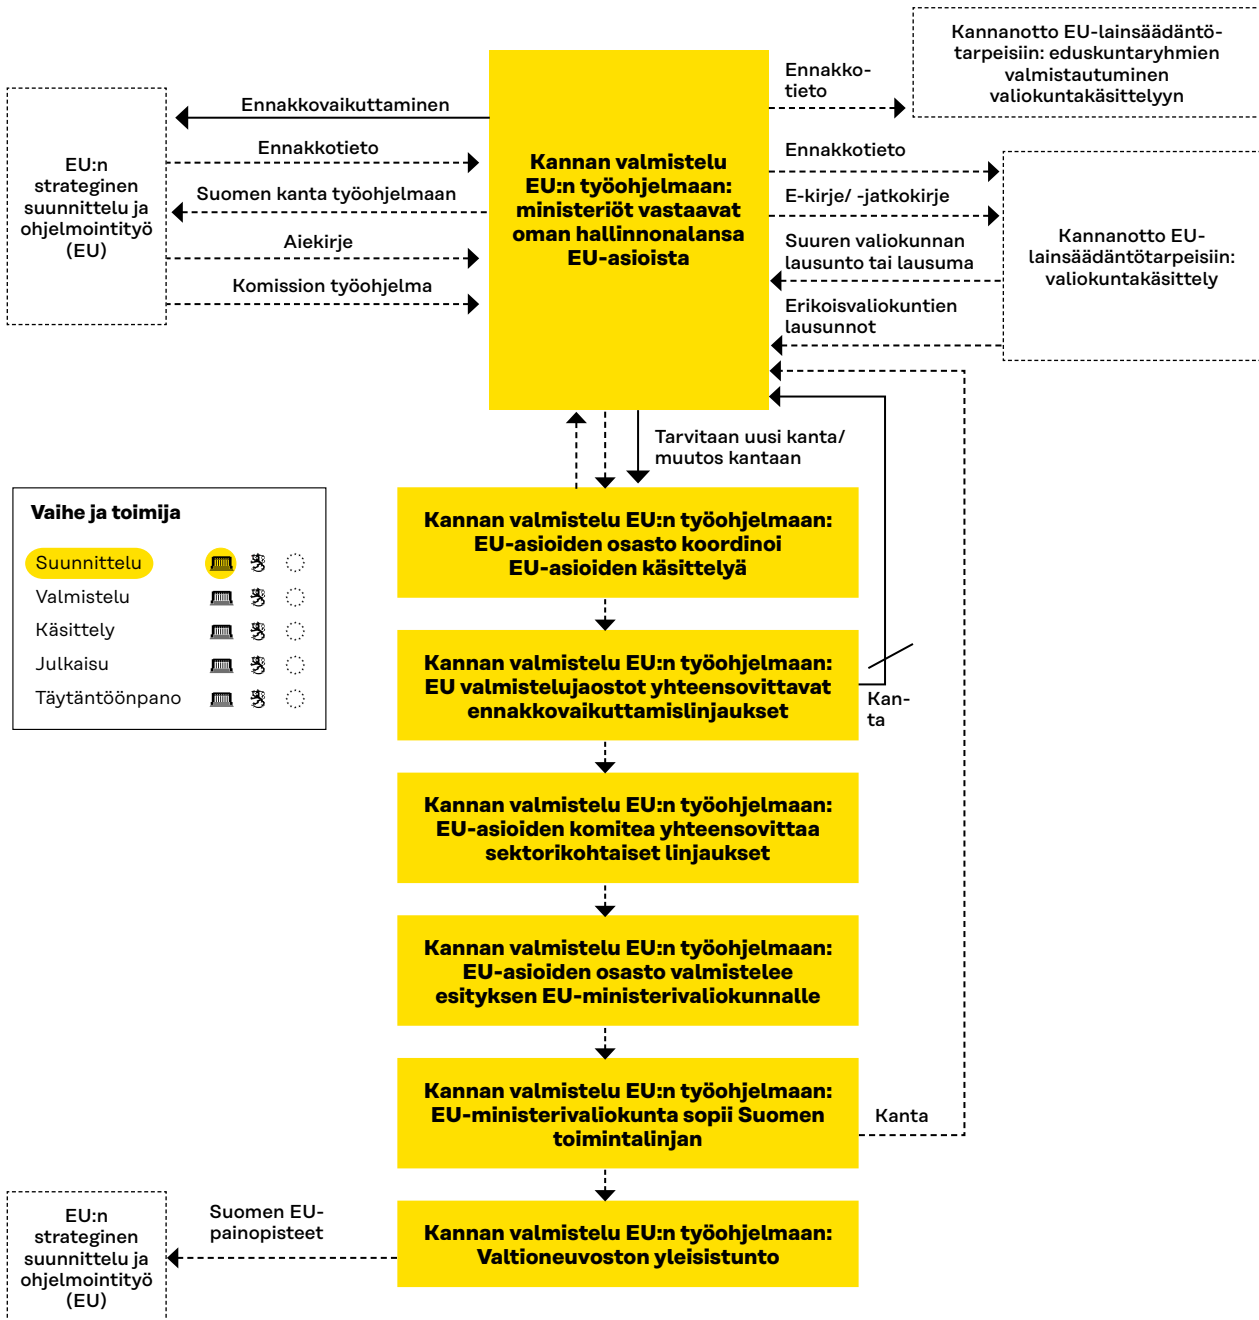 Kannanotto EU-lainsäädäntö-
tarpeisiin: eduskuntaryhmien
valmistautuminen
valiokuntakäsittelyyn
Ennakko-
tieto
EU:n
strateginen
suunnittelu ja
ohjelmointityö
(EU)
Ennakkovaikuttaminen
Ennakkotieto
Suomen kanta työohjelmaan
Aiekirje
Komission työohjelma
Kannan valmistelu
EU:n työohjelmaan:
ministeriöt vastaavat
oman hallinnonalansa
EU-asioista
Ennakkotieto
E-kirje/ -jatkokirje
Suuren valiokunnan
lausunto tai lausuma
Erikoisvaliokuntien
lausunnot
Kannanotto EU-
lainsäädäntötarpeisiin:
valiokuntakäsittely
Tarvitaan uusi kanta/
muutos kantaan
Vaihe ja toimija
Suunnittelu
Valmistelu
Käsittely
Julkaisu
Täytäntöönpano
Kannan valmistelu EU:n työohjelmaan:
EU-asioiden osasto koordinoi
EU-asioiden käsittelyä
Kannan valmistelu EU:n työohjelmaan:
EU valmistelujaostot yhteensovittavat
ennakkovaikuttamislinjaukset
Kan-
ta
Kannan valmistelu EU:n työohjelmaan:
EU-asioiden komitea yhteensovittaa
sektorikohtaiset linjaukset
Kannan valmistelu EU:n työohjelmaan:
EU-asioiden osasto valmistelee
esityksen EU-ministerivaliokunnalle
Kannan valmistelu EU:n työohjelmaan:
EU-ministerivaliokunta sopii Suomen
toimintalinjan
Kanta
Kannan valmistelu EU:n työohjelmaan:
Valtioneuvoston yleisistunto
Suomen EU-
painopisteet
EU:n
strateginen
suunnittelu ja
ohjelmointityö
(EU)